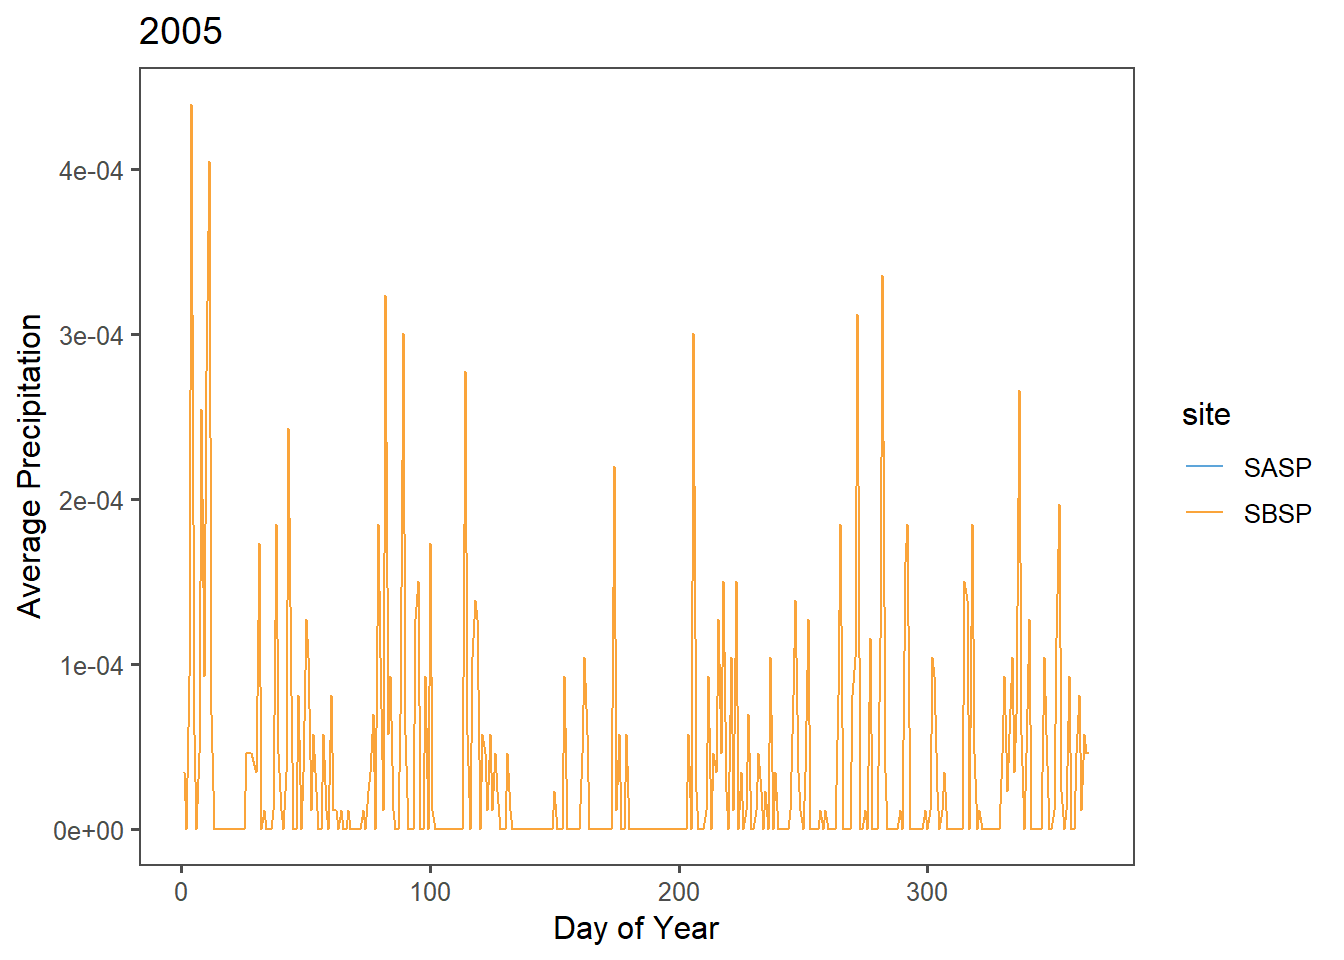 2005
Average Precipitation
4e-04
3e-04
2e-04
1e-04
0e+00
0
100
200
300
Day of Year
site
SASP
SBSP